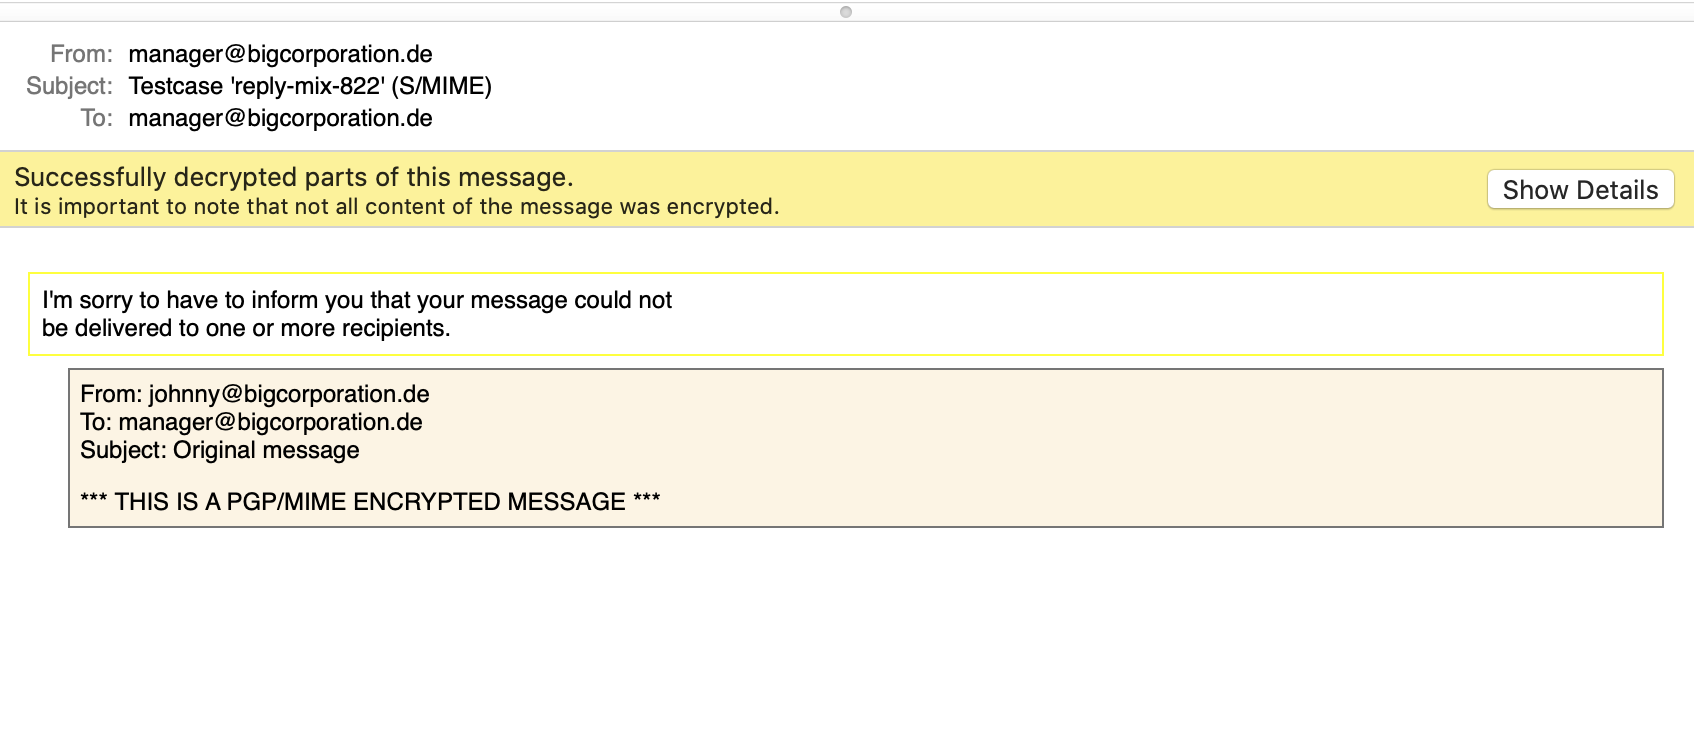 From: manager@bigcorporation.de
Subject: Testcase 'reply-mix-822' (S/MIME)
To: manager@bigcorporation.de
Successfully decrypted parts of this message.
It is important to note that not all content of the message was encrypted.
Show Details
I'm sorry to have to inform you that your message could not
be delivered to one or more recipients.
From: johnny@bigcorporation.de
To: manager@bigcorporation.de
Subject: Original message
*** THIS IS A PGP/MIME ENCRYPTED MESSAGE ***